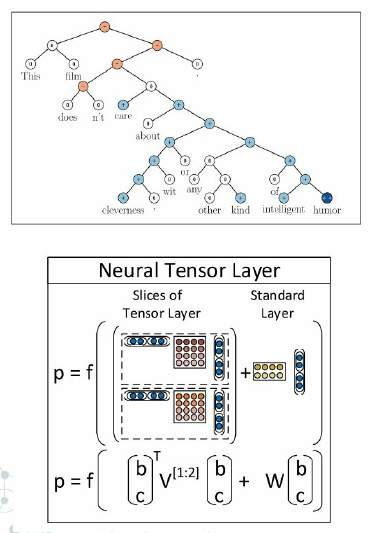 This film .
does n't care
about
wit or any of
cleverness , other kind intelligent humor
Neural Tensor Layer
Slices of Standard
Tensor Layer Layer
p = f +
p = f ( [b c]ᵀ V[1:2] [b c] + W [b c]